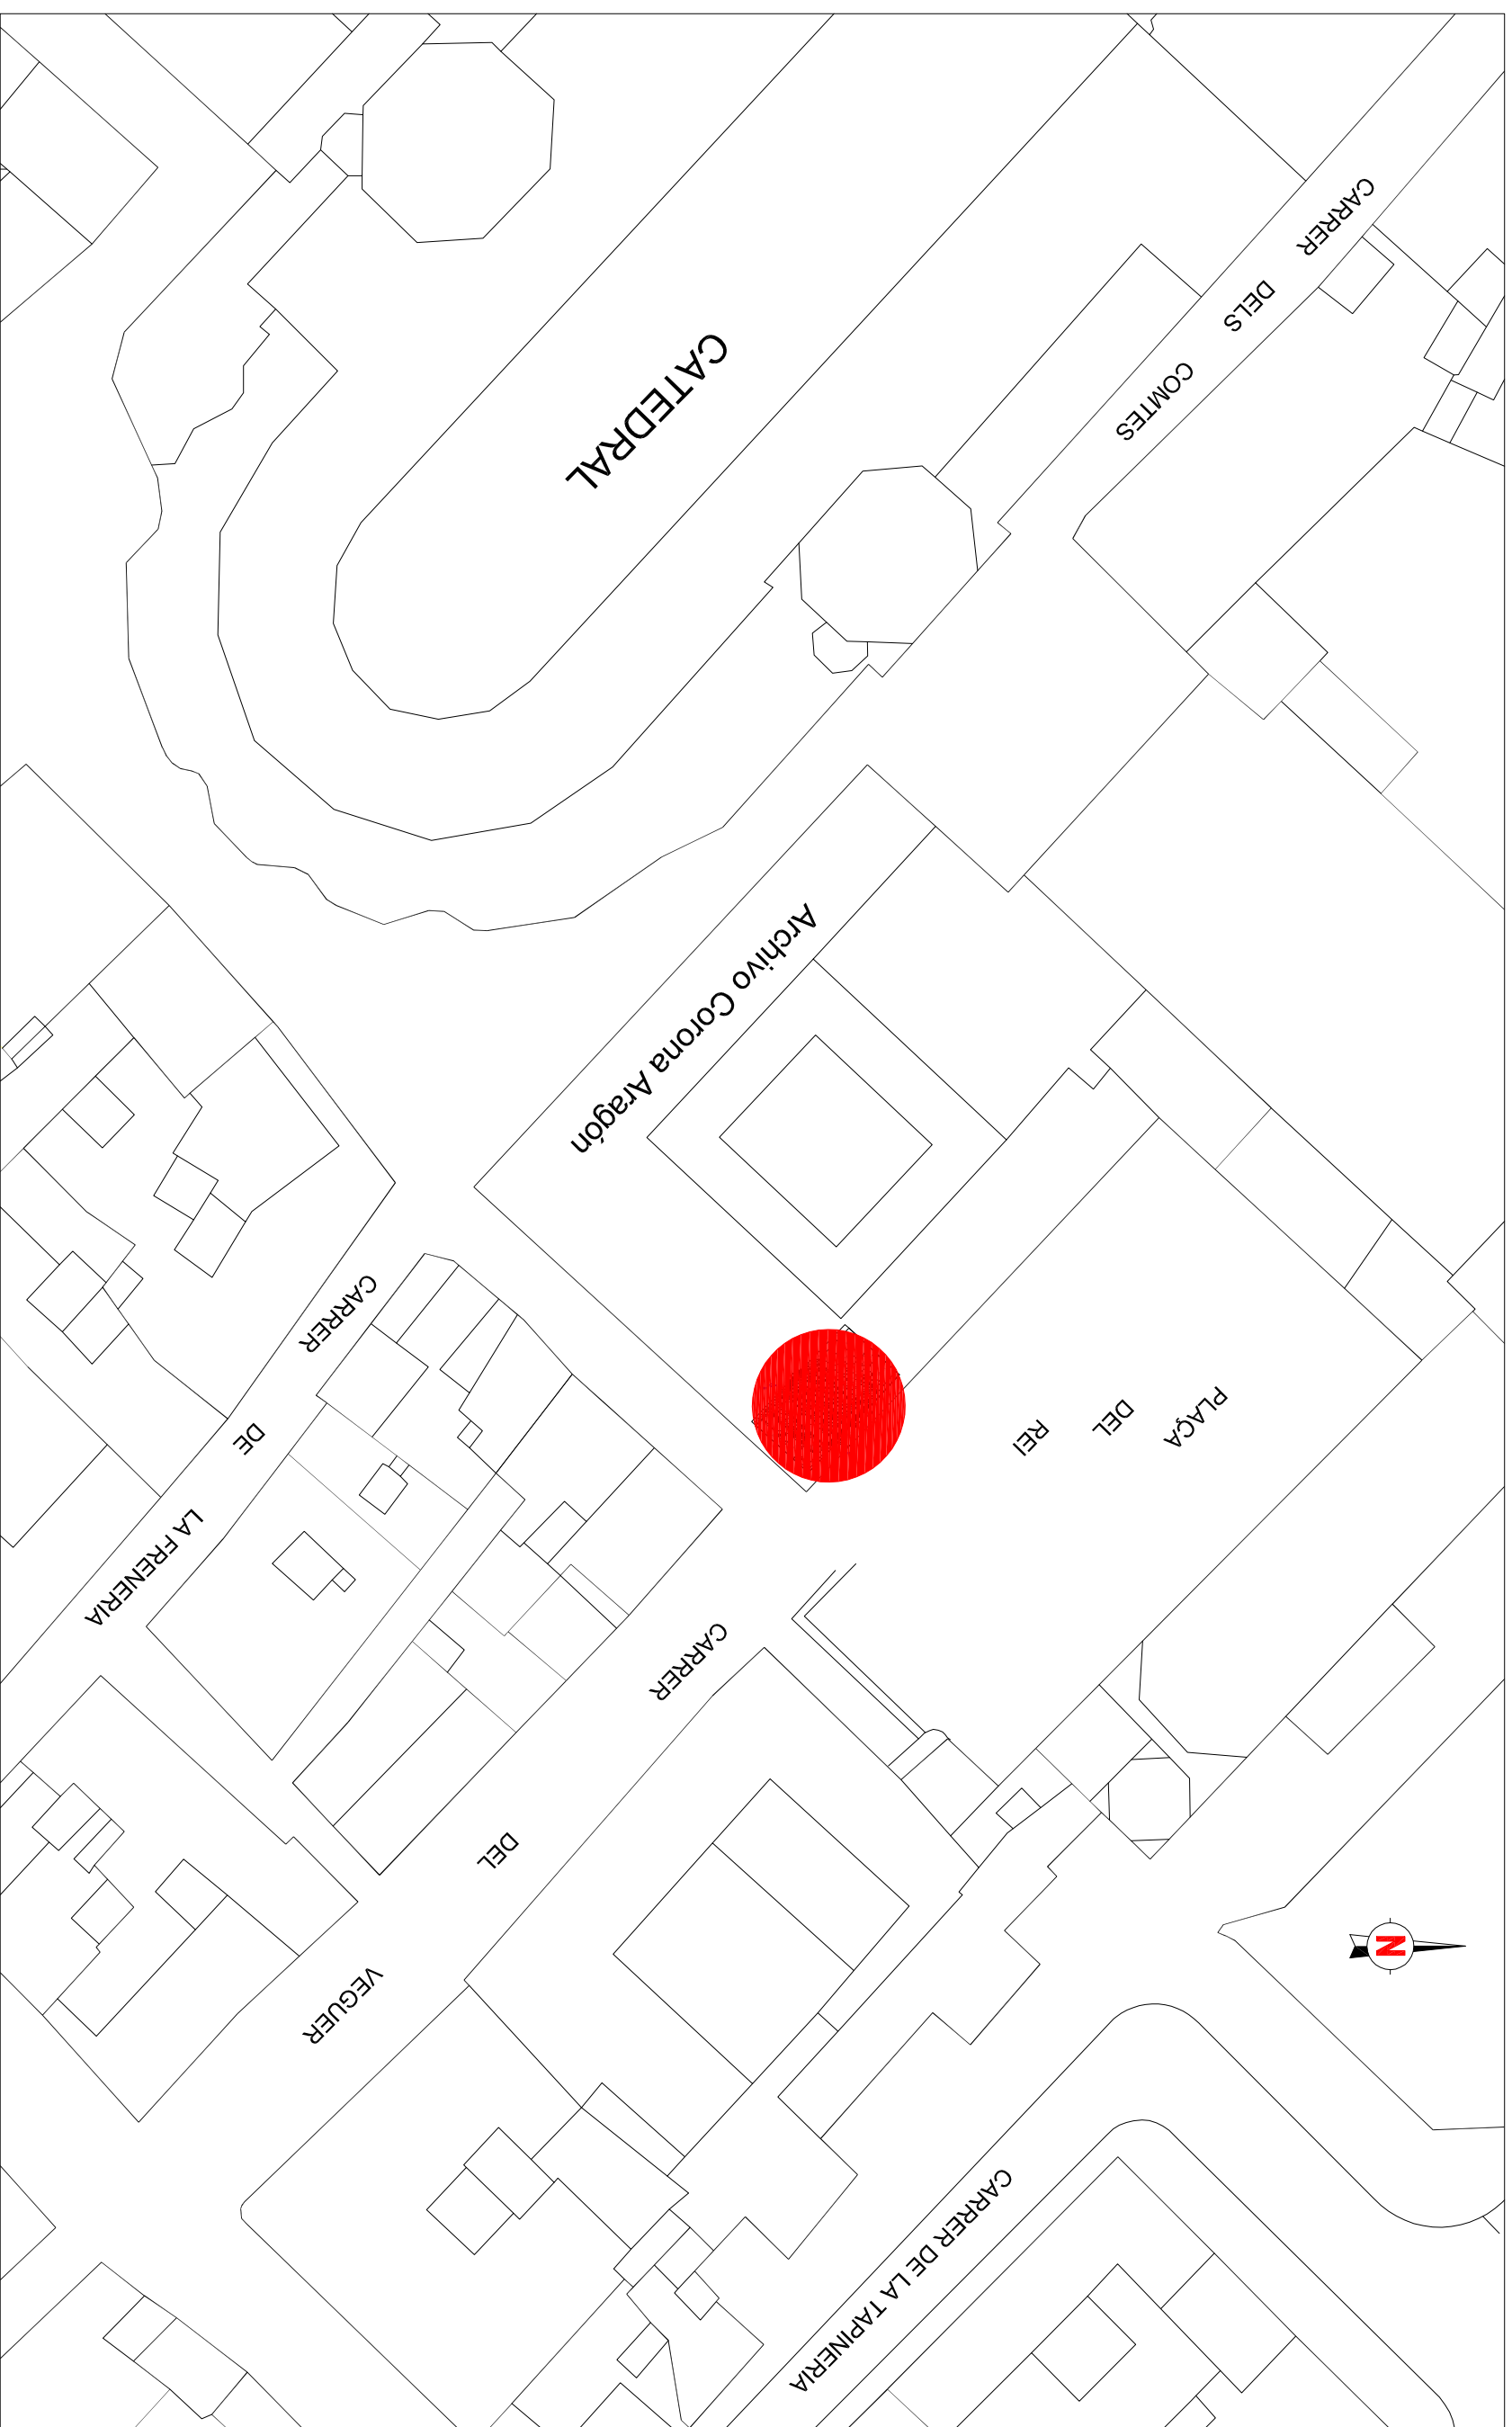 CARRER
DELS
COMTES
CATEDRAL
Archivo Corona Aragón
CARRER
DE
LA FRENERIA
PLAÇA
DEL
REI
CARRER
DEL
VEGUER
N
CARRER DE LA TAPINERIA